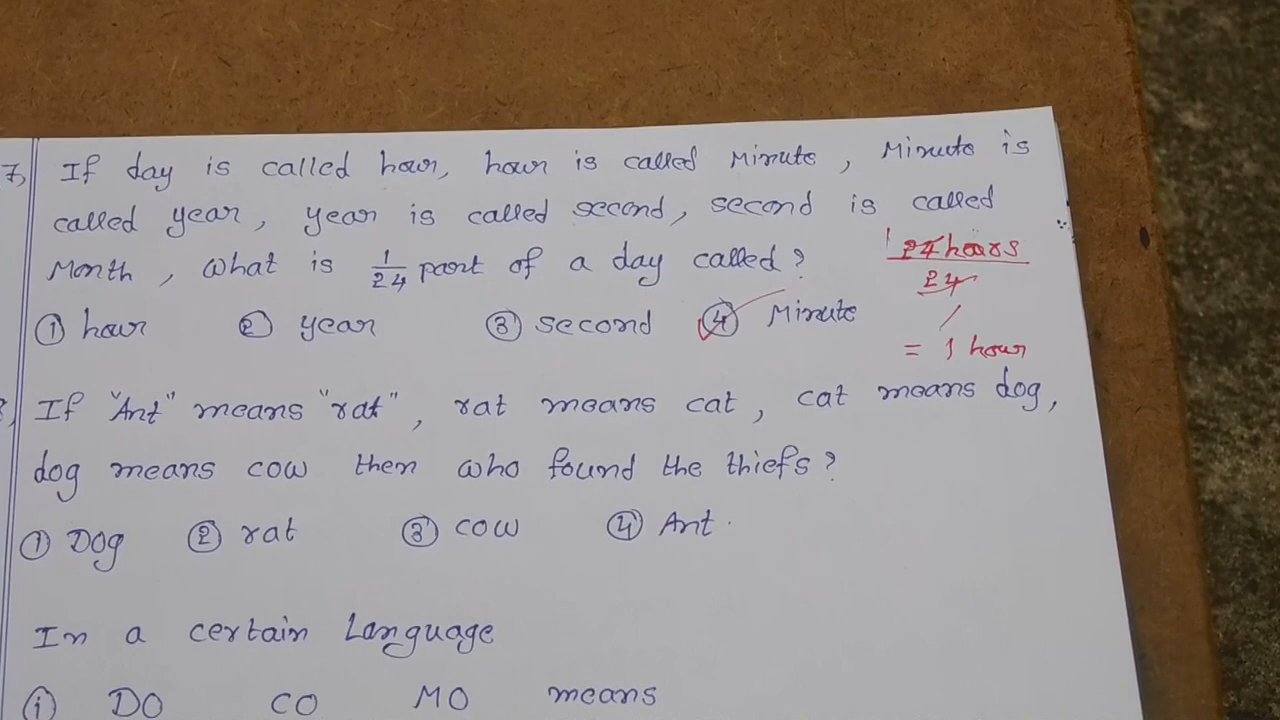 7, If day is called hour, hour is called Minute, Minute is
called year, year is called second, second is called
Month, What is 1/24 part of a day called?
① hour ② year ③ second ④ Minute
24 hours
24
= 1 hour
If "Ant" means "rat", rat means cat, cat means dog,
dog means cow then who found the thiefs?
① Dog ② rat ③ cow ④ Ant.
In a certain Language
ⓘ DO CO MO means